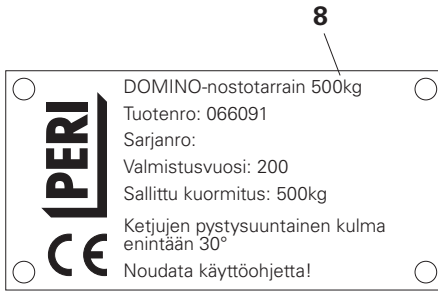 8
DOMINO-nostotarrain 500kg
Tuotenro: 066091
Sarjanro:
Valmistusvuosi: 200
Sallittu kuormitus: 500kg
Ketjujen pystysuuntainen kulma
enintään 30°
Noudata käyttöohjetta!
PERI
CE